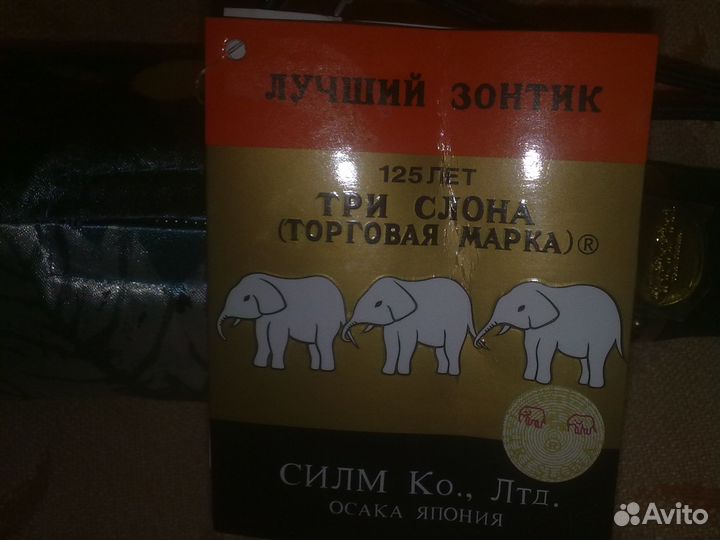 ЛУЧШИЙ ЗОНТИК
125 ЛЕТ
ТРИ СЛОНА
(ТОРГОВАЯ МАРКА)®
СИЛМ Ко., Лтд.
ОСАКА ЯПОНИЯ
Avito